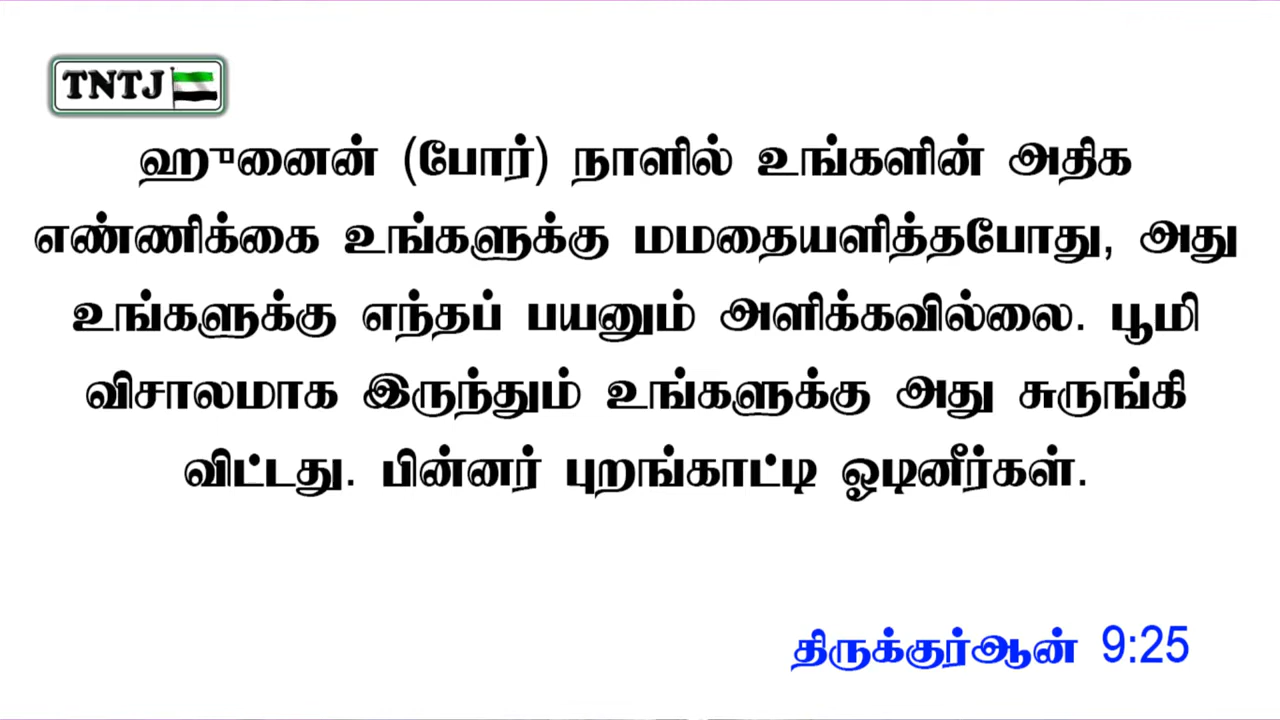 TNTJ
ஹுனைன் (போர்) நாளில் உங்களின் அதிக
எண்ணிக்கை உங்களுக்கு மமதையளித்தபோது, அது
உங்களுக்கு எந்தப் பயனும் அளிக்கவில்லை. பூமி
விசாலமாக இருந்தும் உங்களுக்கு அது சுருங்கி
விட்டது. பின்னர் புறங்காட்டி ஓடினீர்கள்.
திருக்குர்ஆன் 9:25